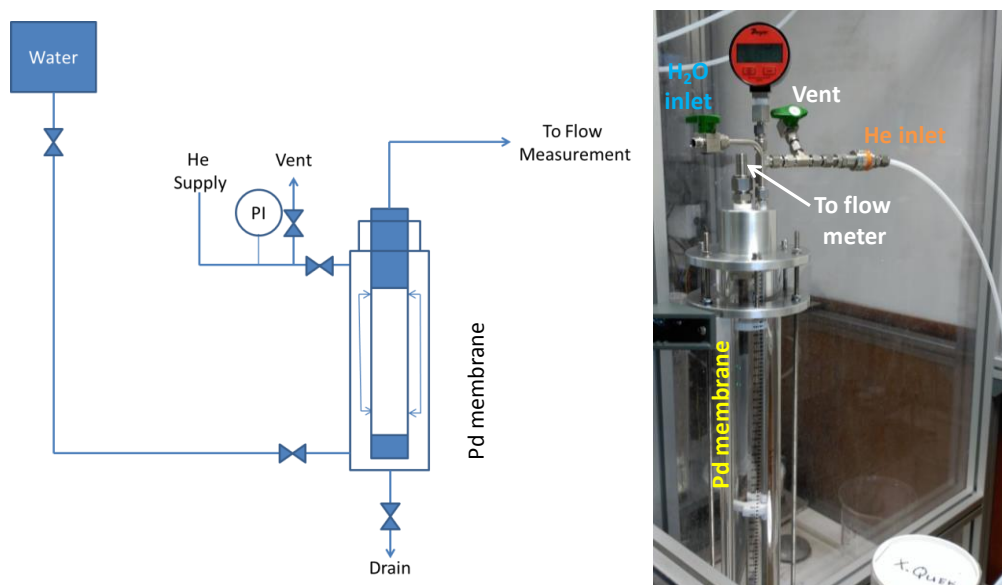 Water
He
Supply
Vent
PI
To Flow
Measurement
Pd membrane
Drain
H₂O
inlet
Vent
He inlet
To flow
meter
Pd membrane